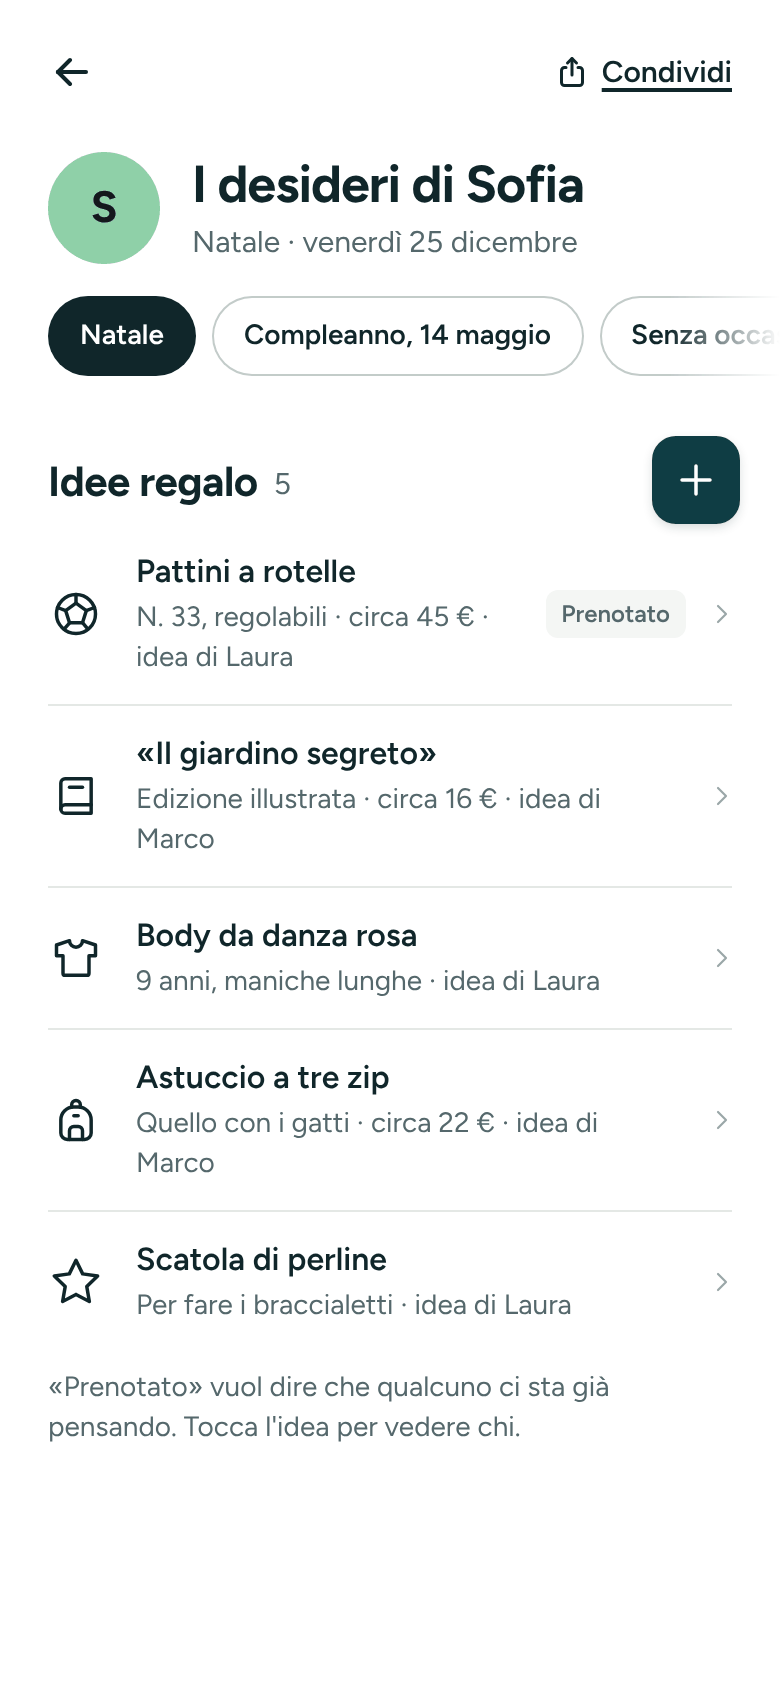 Condividi
S
I desideri di Sofia
Natale · venerdì 25 dicembre
Natale
Compleanno, 14 maggio
Senza occa
Idee regalo 5
Pattini a rotelle
N. 33, regolabili · circa 45 € ·
idea di Laura
Prenotato
«Il giardino segreto»
Edizione illustrata · circa 16 € · idea di
Marco
Body da danza rosa
9 anni, maniche lunghe · idea di Laura
Astuccio a tre zip
Quello con i gatti · circa 22 € · idea di
Marco
Scatola di perline
Per fare i braccialetti · idea di Laura
«Prenotato» vuol dire che qualcuno ci sta già
pensando. Tocca l'idea per vedere chi.